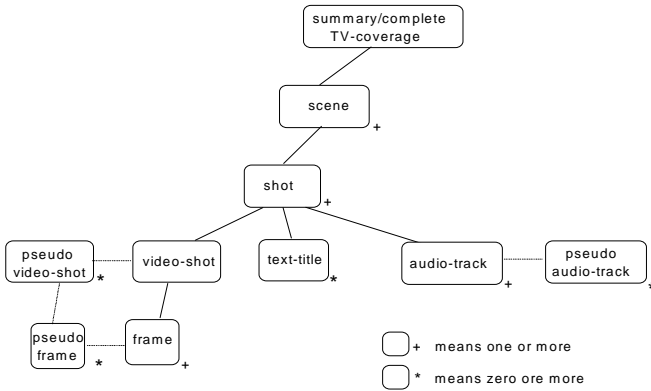 summary/complete
TV-coverage
scene
+
shot
+
pseudo
video-shot
*
video-shot
text-title
*
audio-track
+
pseudo
audio-track
*
pseudo
frame
*
frame
+
+ means one or more
* means zero ore more